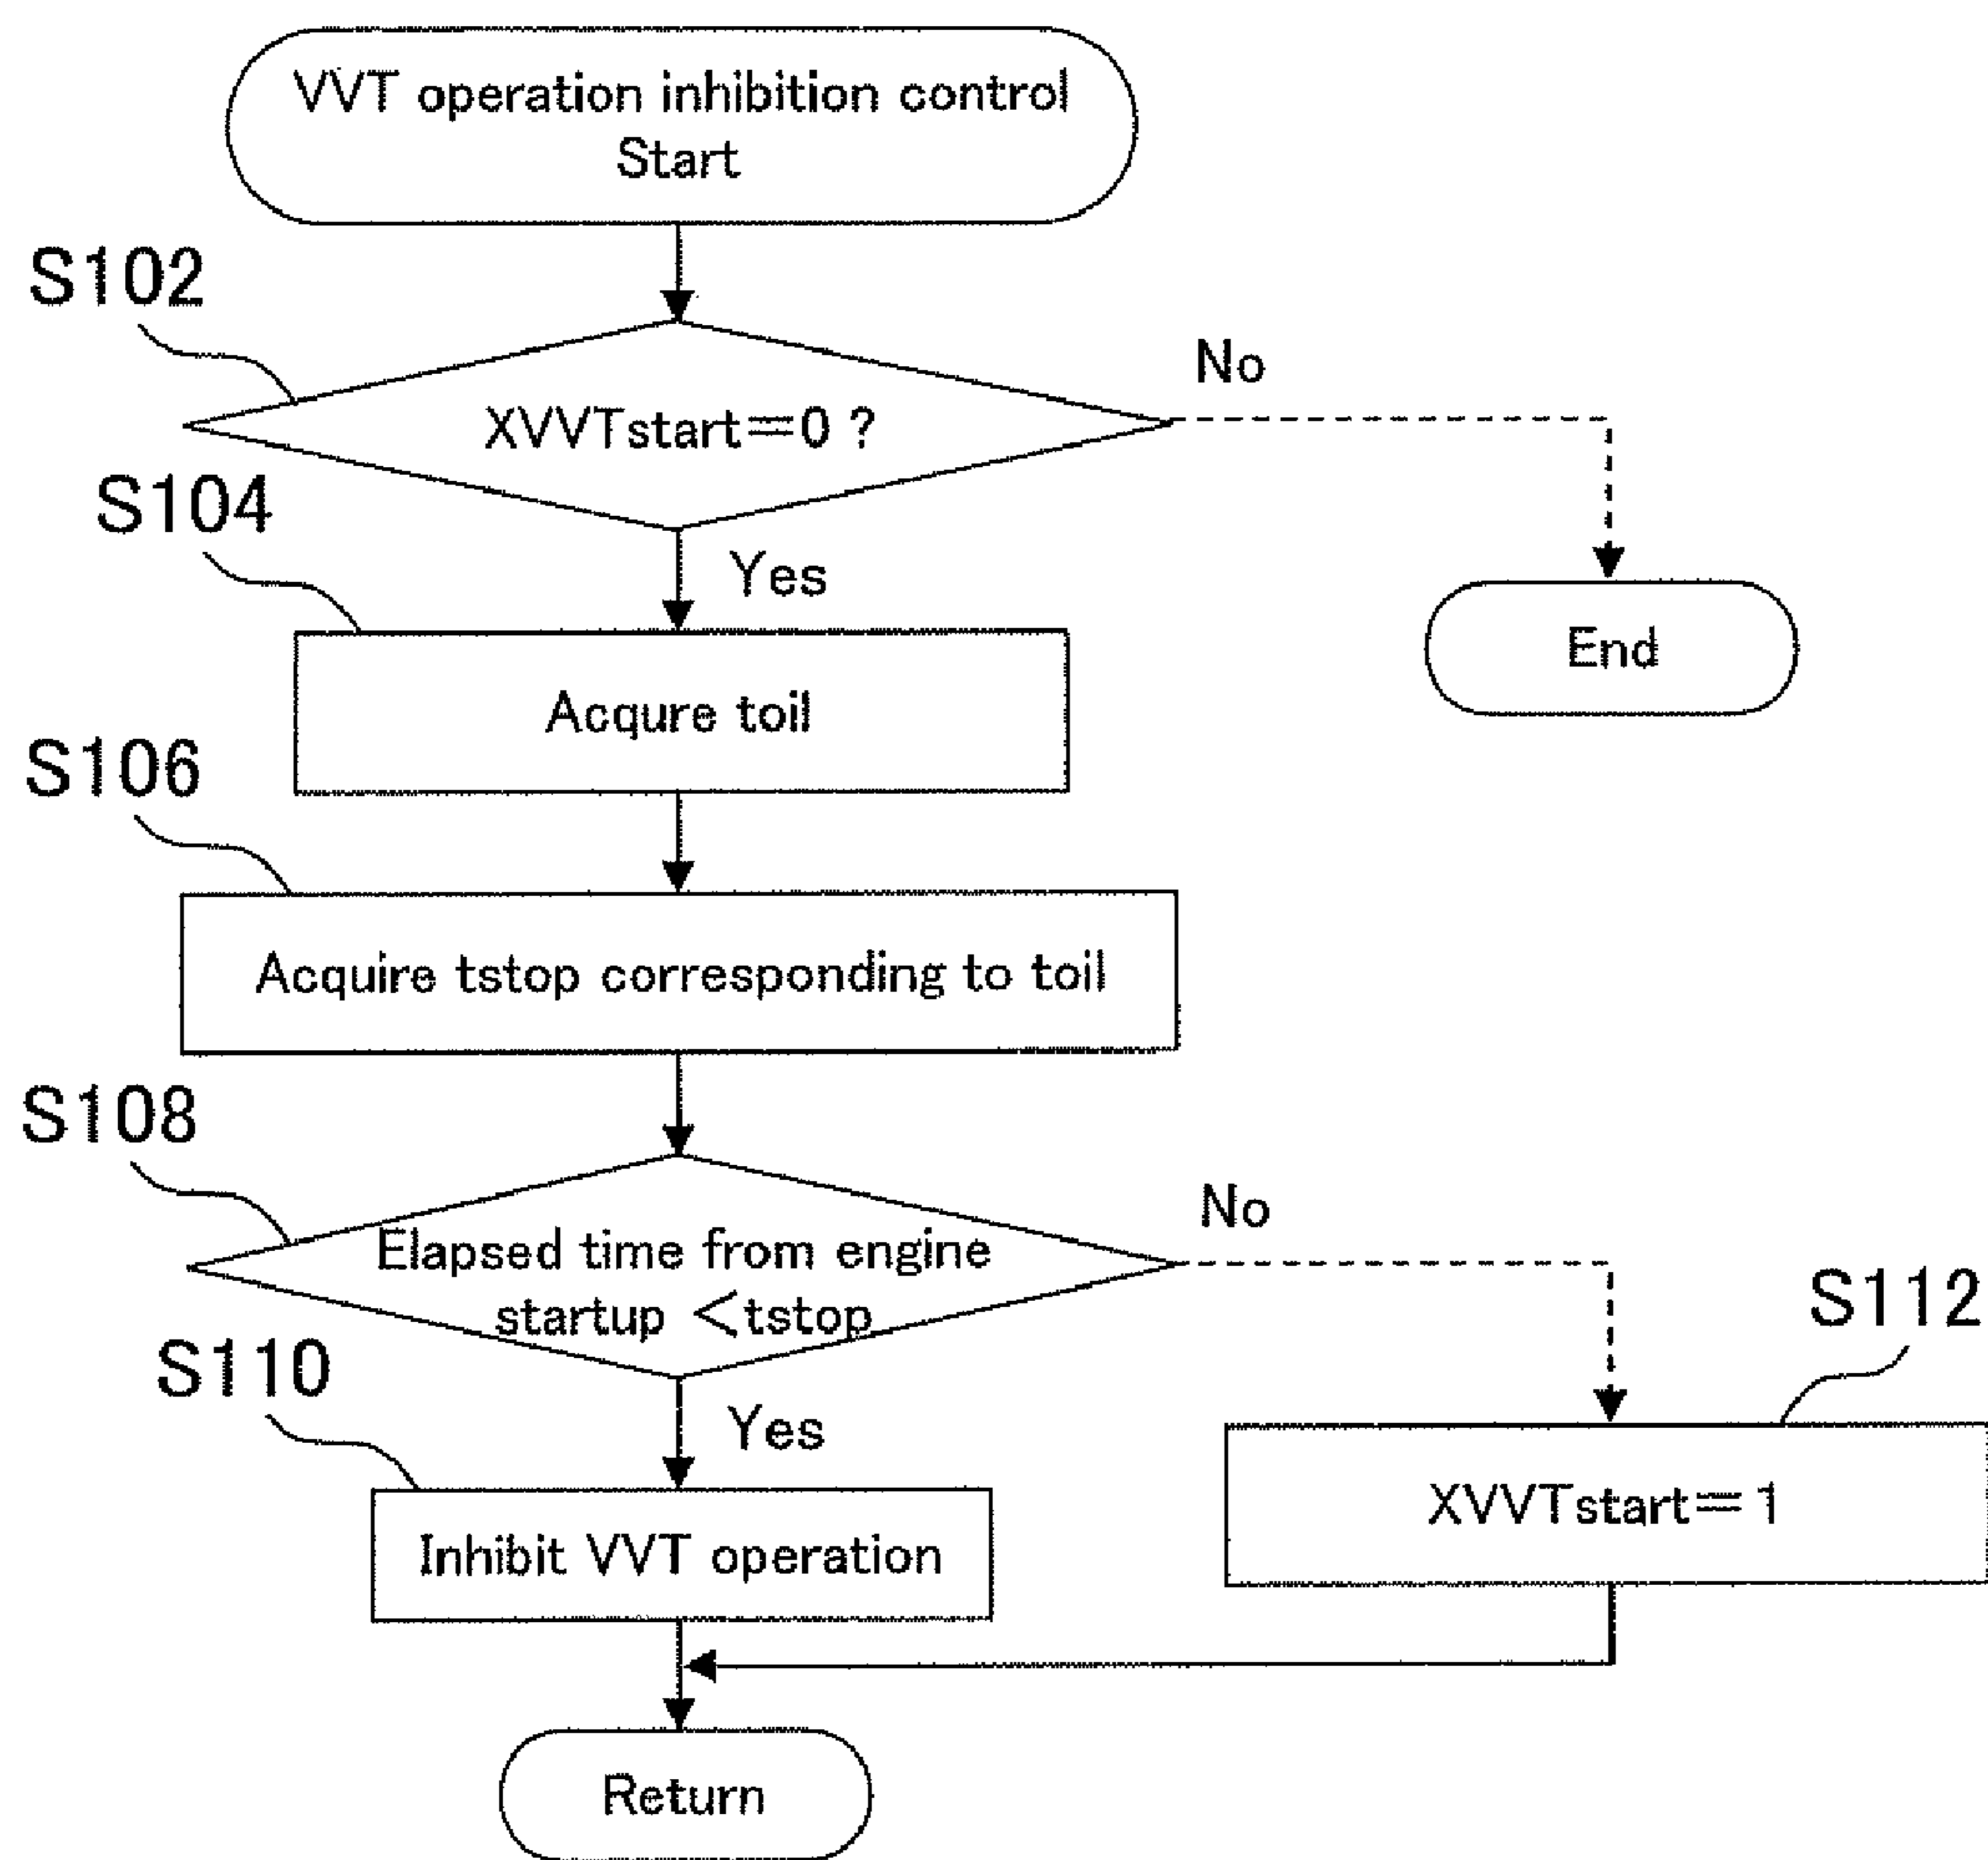 VVT operation inhibition control
Start
S102
No
XVVTstart=0 ?
S104
Yes
End
Acqure toil
S106
Acquire tstop corresponding to toil
S108
No
Elapsed time from engine
startup <tstop
S112
S110
Yes
XVVTstart=1
Inhibit VVT operation
Return